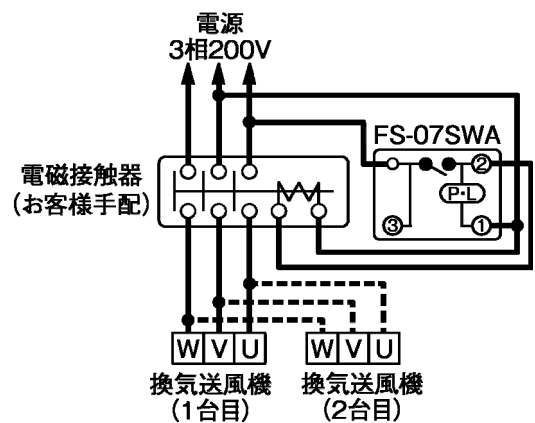 電源
3相200V
FS-07SWA
電磁接触器
(お客様手配)
②
P・L
③ ①
W V U W V U
換気送風機 換気送風機
(1台目) (2台目)